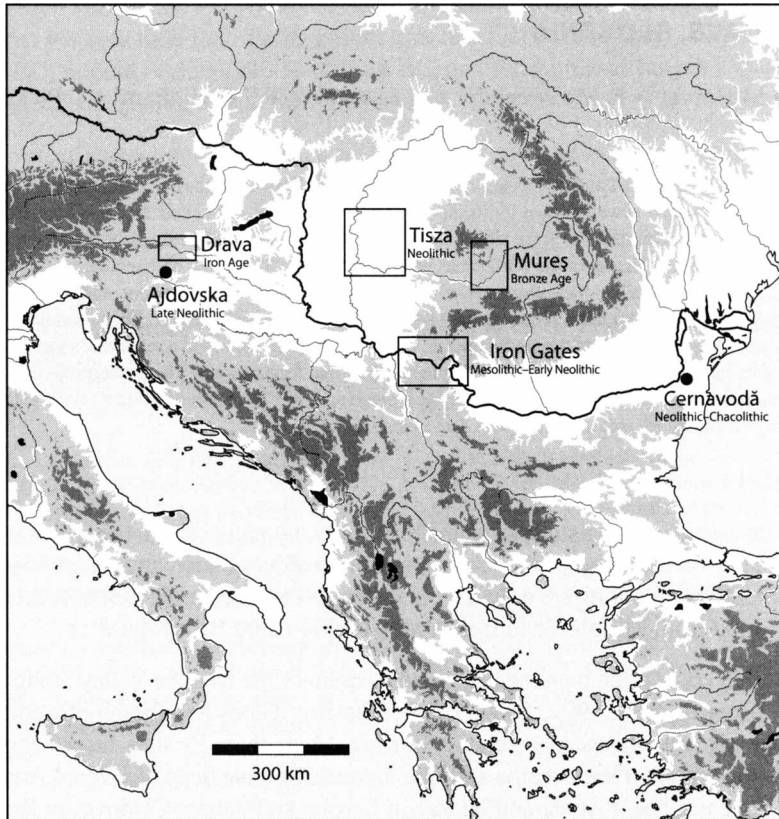 Drava
Iron Age
Ajdovska
Late Neolithic
Tisza
Neolithic
Mureş
Bronze Age
Iron Gates
Mesolithic–Early Neolithic
Cernavodă
Neolithic–Chacolithic
300 km